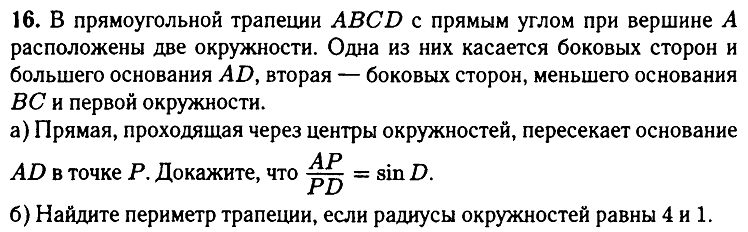 16. В прямоугольной трапеции ABCD с прямым углом при вершине A
расположены две окружности. Одна из них касается боковых сторон и
большего основания AD, вторая — боковых сторон, меньшего основания
BC и первой окружности.
а) Прямая, проходящая через центры окружностей, пересекает основание
AD в точке P. Докажите, что AP/PD = sin D.
б) Найдите периметр трапеции, если радиусы окружностей равны 4 и 1.